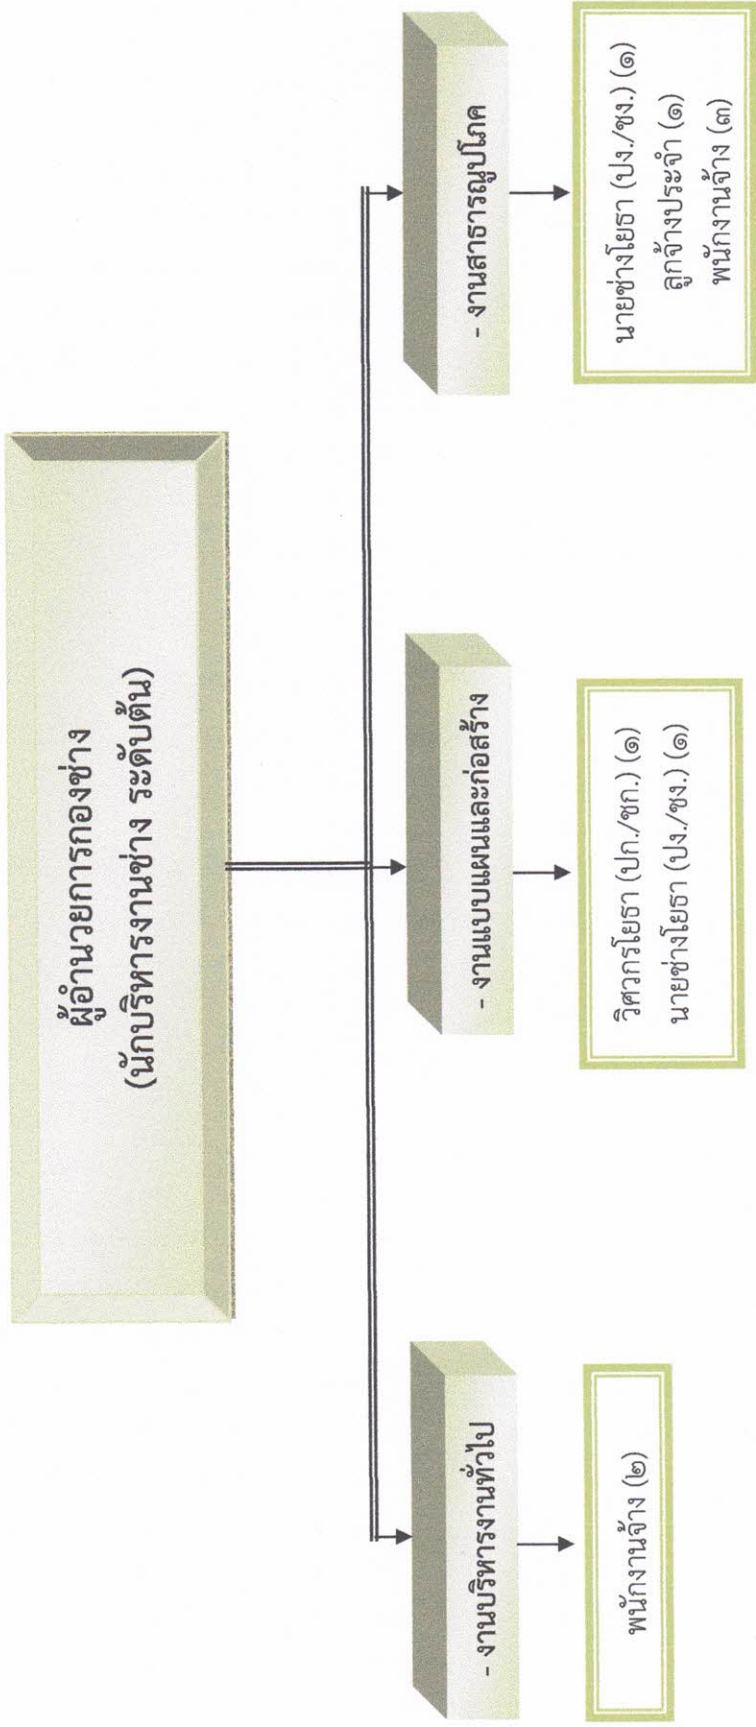 ผู้อำนวยการกองช่าง
(นักบริหารงานช่าง ระดับต้น)
- งานบริหารงานทั่วไป
พนักงานจ้าง (๒)
- งานแบบแผนและก่อสร้าง
วิศวกรโยธา (ปก./ชก.) (๑)
นายช่างโยธา (ปง./ชง.) (๑)
- งานสาธารณูปโภค
นายช่างโยธา (ปง./ชง.) (๑)
ลูกจ้างประจำ (๑)
พนักงานจ้าง (๓)